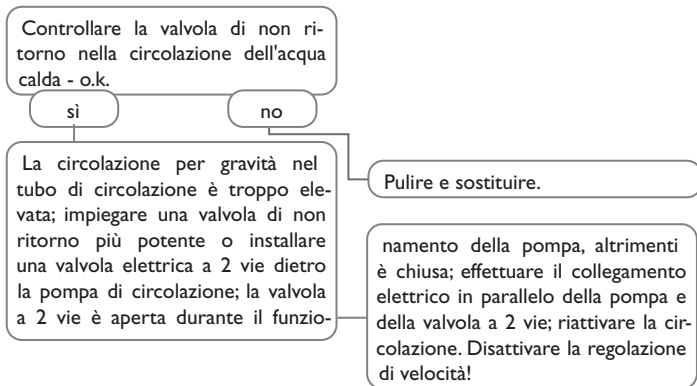 Controllare la valvola di non ri-
torno nella circolazione dell'acqua
calda - o.k.
sì
no
La circolazione per gravità nel
tubo di circolazione è troppo ele-
vata; impiegare una valvola di non
ritorno più potente o installare
una valvola elettrica a 2 vie dietro
la pompa di circolazione; la valvola
a 2 vie è aperta durante il funzio-
Pulire e sostituire.
namento della pompa, altrimenti
è chiusa; effettuare il collegamento
elettrico in parallelo della pompa e
della valvola a 2 vie; riattivare la cir-
colazione. Disattivare la regolazione
di velocità!